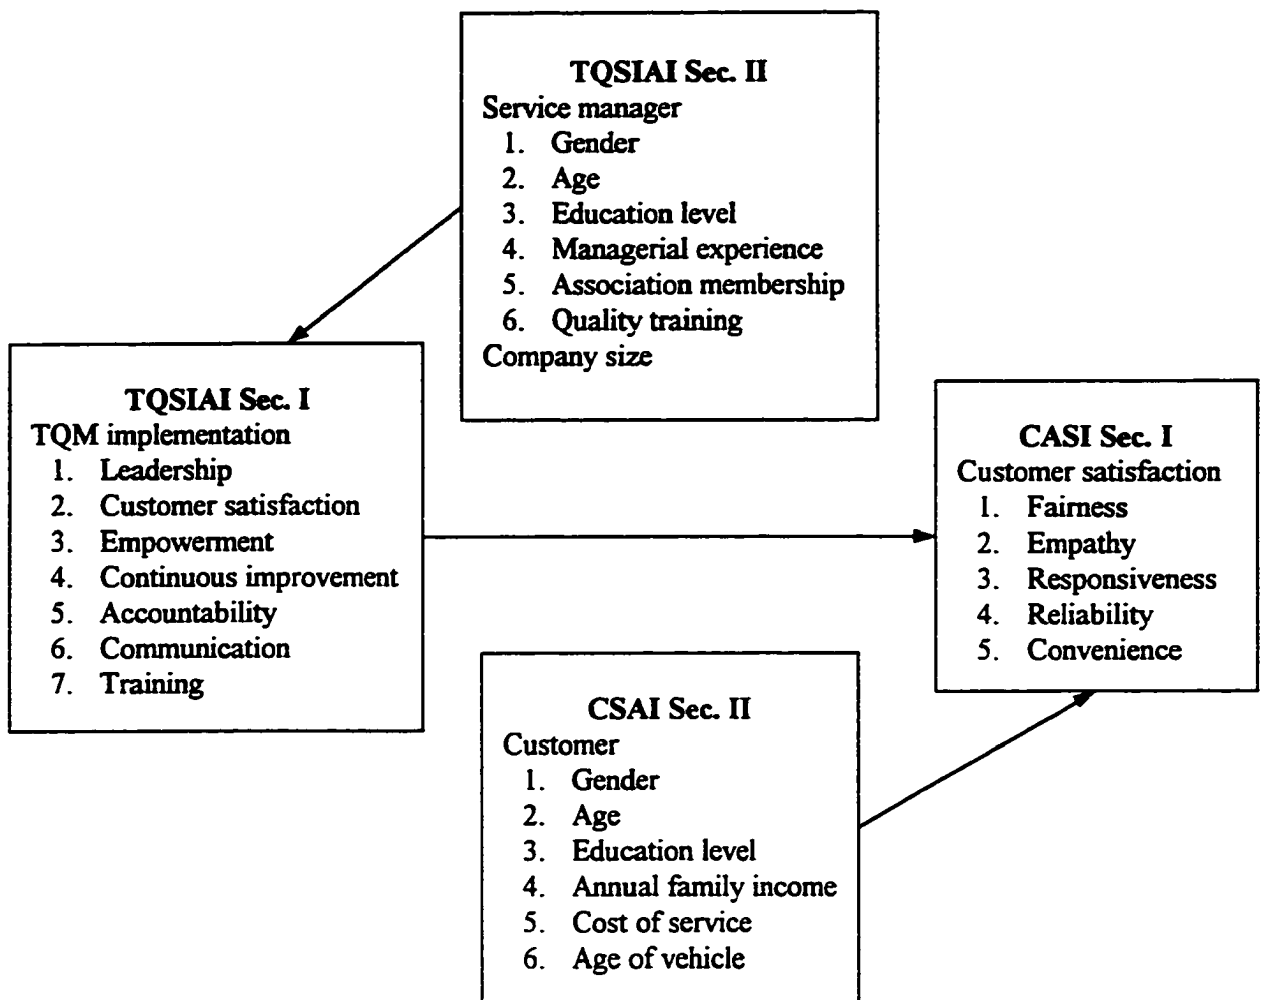 TQSIAI Sec. II
Service manager
1. Gender
2. Age
3. Education level
4. Managerial experience
5. Association membership
6. Quality training
Company size
TQSIAI Sec. I
TQM implementation
1. Leadership
2. Customer satisfaction
3. Empowerment
4. Continuous improvement
5. Accountability
6. Communication
7. Training
CASI Sec. I
Customer satisfaction
1. Fairness
2. Empathy
3. Responsiveness
4. Reliability
5. Convenience
CSAI Sec. II
Customer
1. Gender
2. Age
3. Education level
4. Annual family income
5. Cost of service
6. Age of vehicle